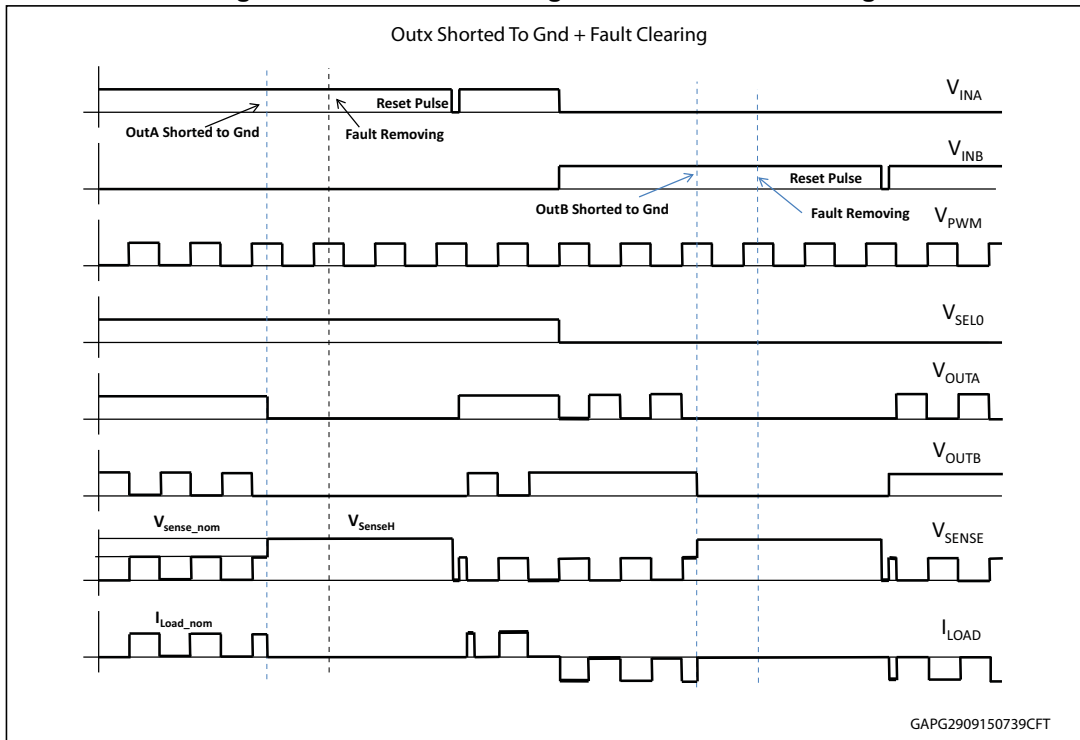 Outx Shorted To Gnd + Fault Clearing
V_INA
Reset Pulse
OutA Shorted to Gnd
Fault Removing
V_INB
Reset Pulse
OutB Shorted to Gnd
Fault Removing
V_PWM
V_SEL0
V_OUTA
V_OUTB
V_sense_nom
V_SenseH
V_SENSE
I_Load_nom
I_LOAD
GAPG2909150739CFT